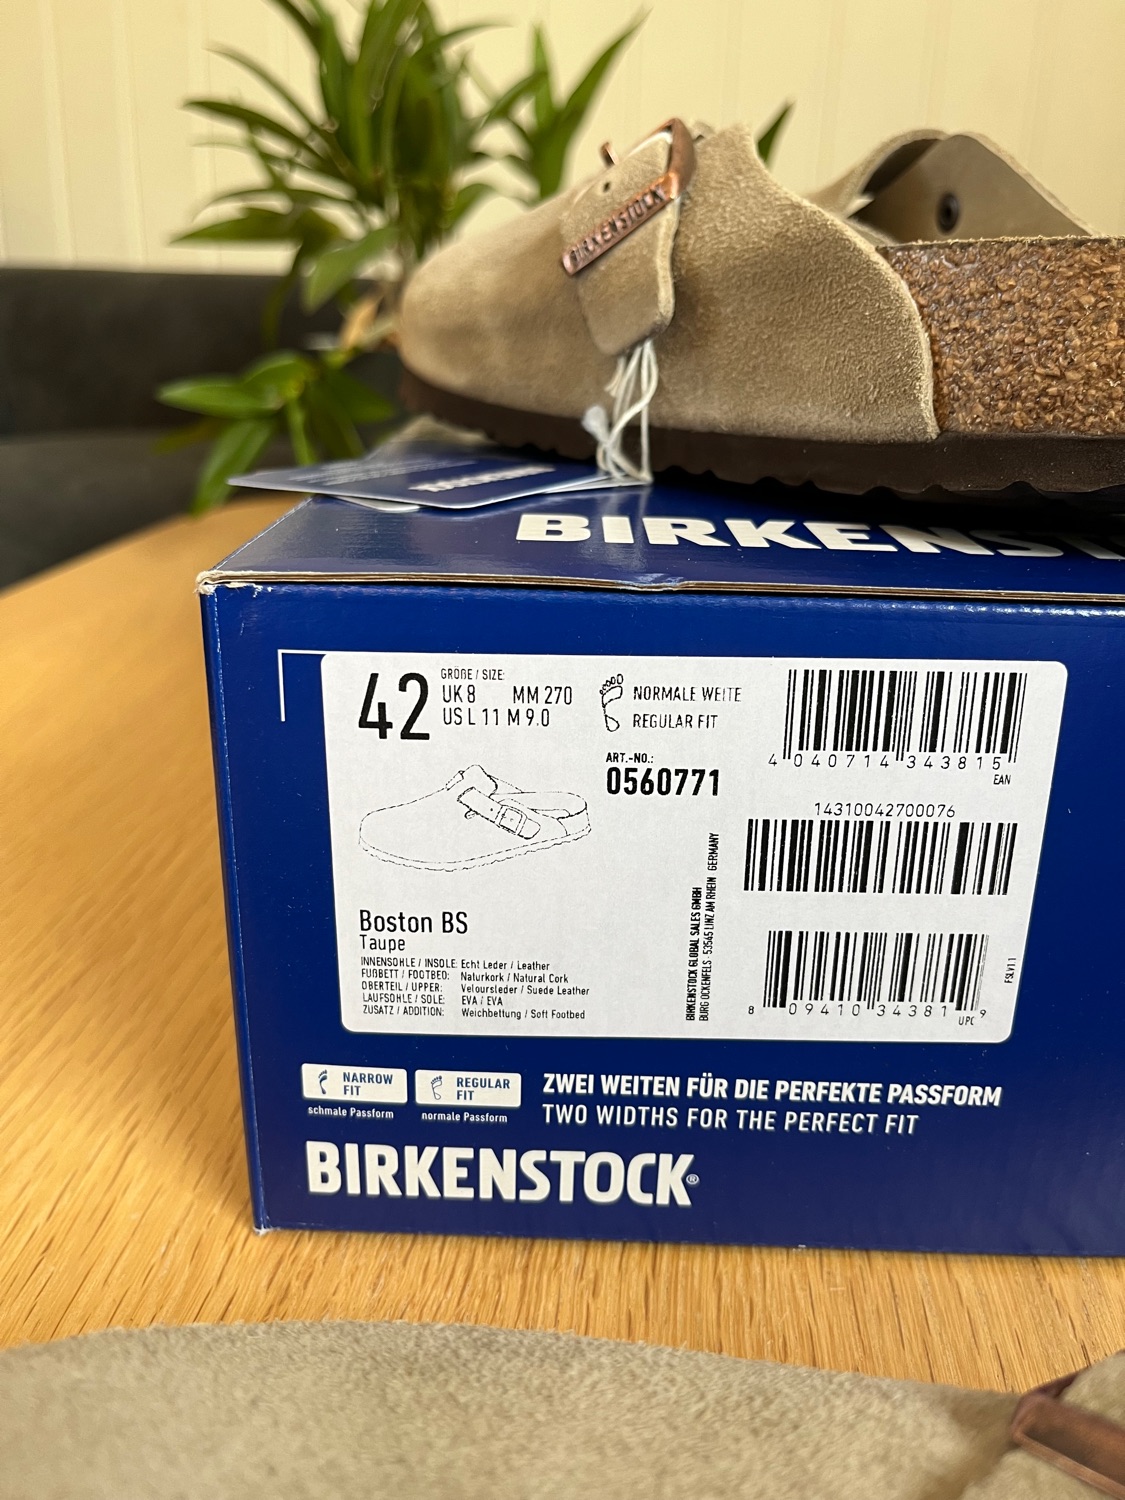 BIRKENSTOCK
BIRKENST
42
GRÖßE / SIZE:
UK 8 MM 270
US L 11 M 9.0
NORMALE WEITE
REGULAR FIT
ART.-NO.:
0560771
4 040714 343815
EAN
14310042700076
Boston BS
Taupe
INNENSOHLE / INSOLE: Echt Leder / Leather
FUßBETT / FOOTBED: Naturkork / Natural Cork
OBERTEIL / UPPER: Veloursleder / Suede Leather
LAUFSOHLE / SOLE: EVA / EVA
ZUSATZ / ADDITION: Weichbettung / Soft Footbed
BIRKENSTOCK GLOBAL SALES GMBH
BURG OCKENFELS · 53545 LINZ AM RHEIN · GERMANY
8 09410 34381 9
UPC
FSLV1.1
NARROW
FIT
schmale Passform
REGULAR
FIT
normale Passform
ZWEI WEITEN FÜR DIE PERFEKTE PASSFORM
TWO WIDTHS FOR THE PERFECT FIT
BIRKENSTOCK®